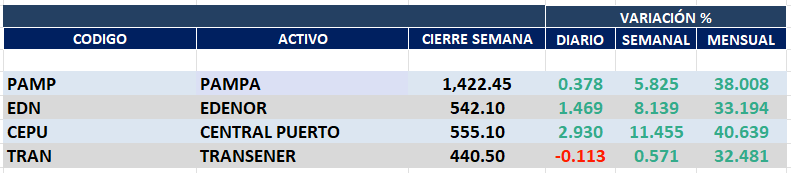 VARIACIÓN %
CODIGO ACTIVO CIERRE SEMANA DIARIO SEMANAL MENSUAL
PAMP PAMPA 1,422.45 0.378 5.825 38.008
EDN EDENOR 542.10 1.469 8.139 33.194
CEPU CENTRAL PUERTO 555.10 2.930 11.455 40.639
TRAN TRANSENER 440.50 -0.113 0.571 32.481